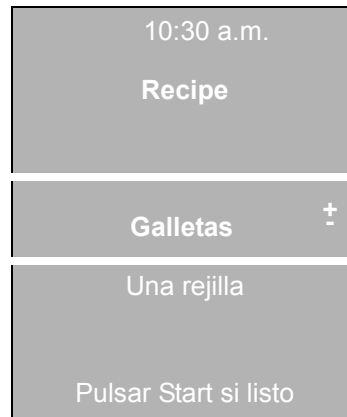 10:30 a.m.
Recipe
+
-
Galletas
Una rejilla
Pulsar Start si listo